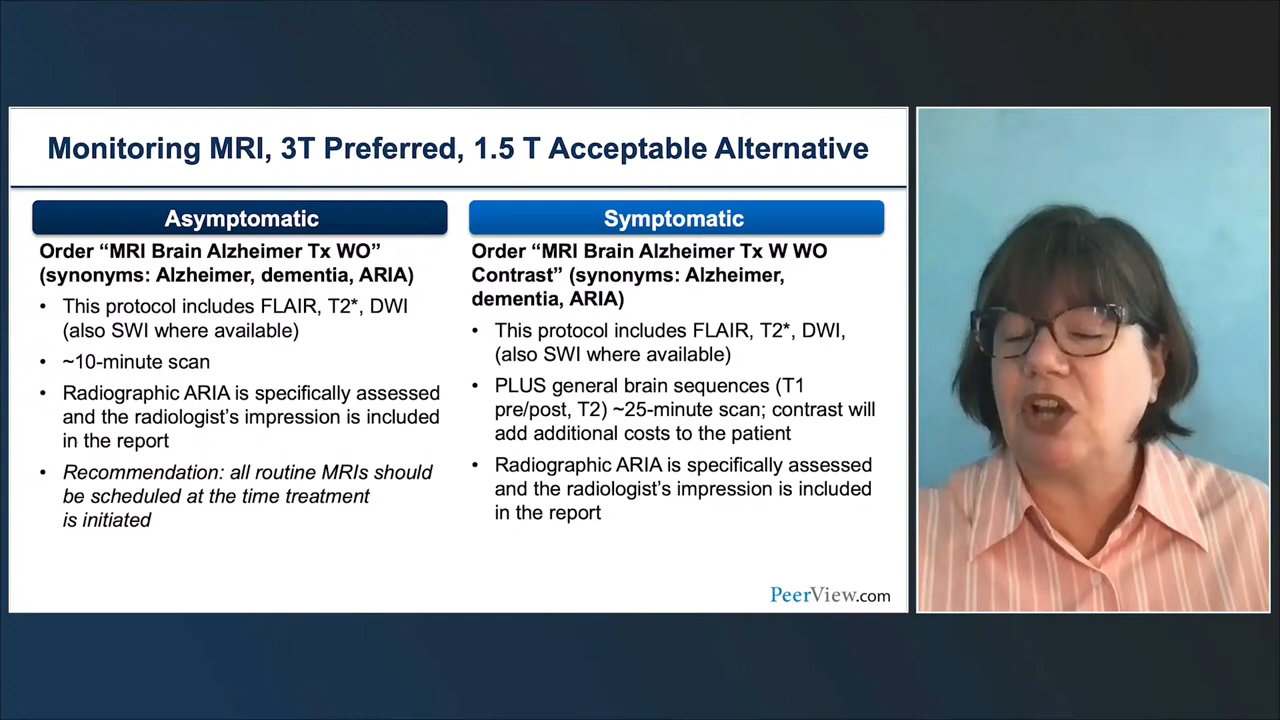 Monitoring MRI, 3T Preferred, 1.5 T Acceptable Alternative
Asymptomatic
Order “MRI Brain Alzheimer Tx WO”
(synonyms: Alzheimer, dementia, ARIA)
• This protocol includes FLAIR, T2*, DWI
(also SWI where available)
• ~10-minute scan
• Radiographic ARIA is specifically assessed
and the radiologist’s impression is included
in the report
• Recommendation: all routine MRIs should
be scheduled at the time treatment
is initiated
Symptomatic
Order “MRI Brain Alzheimer Tx W WO
Contrast” (synonyms: Alzheimer,
dementia, ARIA)
• This protocol includes FLAIR, T2*, DWI,
(also SWI where available)
• PLUS general brain sequences (T1
pre/post, T2) ~25-minute scan; contrast will
add additional costs to the patient
• Radiographic ARIA is specifically assessed
and the radiologist’s impression is included
in the report
PeerView.com